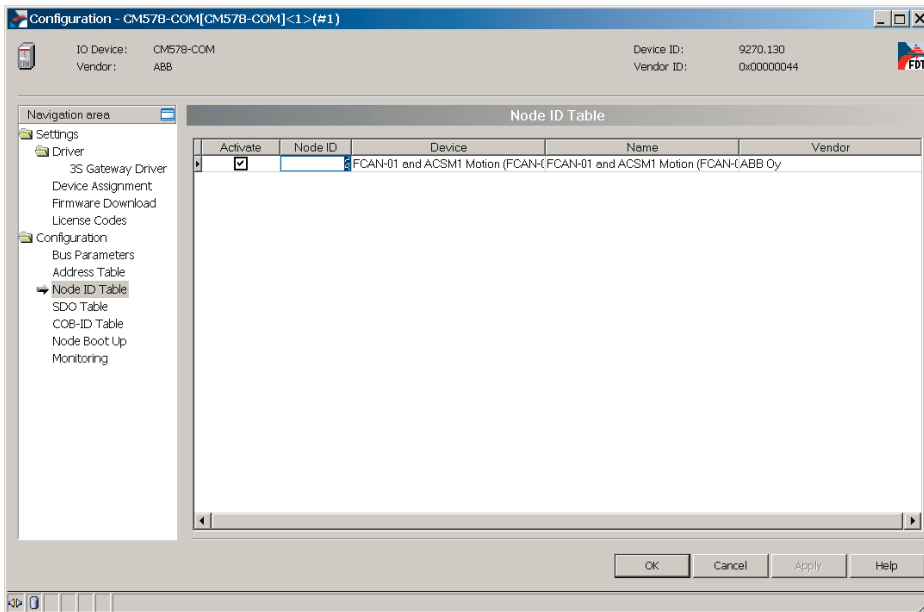 Configuration - CM578-COM[CM578-COM]<1>(#1)
IO Device: CM578-COM Device ID: 9270.130
Vendor: ABB Vendor ID: 0x00000044
FDT
Navigation area
Settings
Driver
3S Gateway Driver
Device Assignment
Firmware Download
License Codes
Configuration
Bus Parameters
Address Table
Node ID Table
SDO Table
COB-ID Table
Node Boot Up
Monitoring
Node ID Table
Activate Node ID Device Name Vendor
FCAN-01 and ACSM1 Motion (FCAN-( FCAN-01 and ACSM1 Motion (FCAN-( ABB Oy
OK Cancel Apply Help